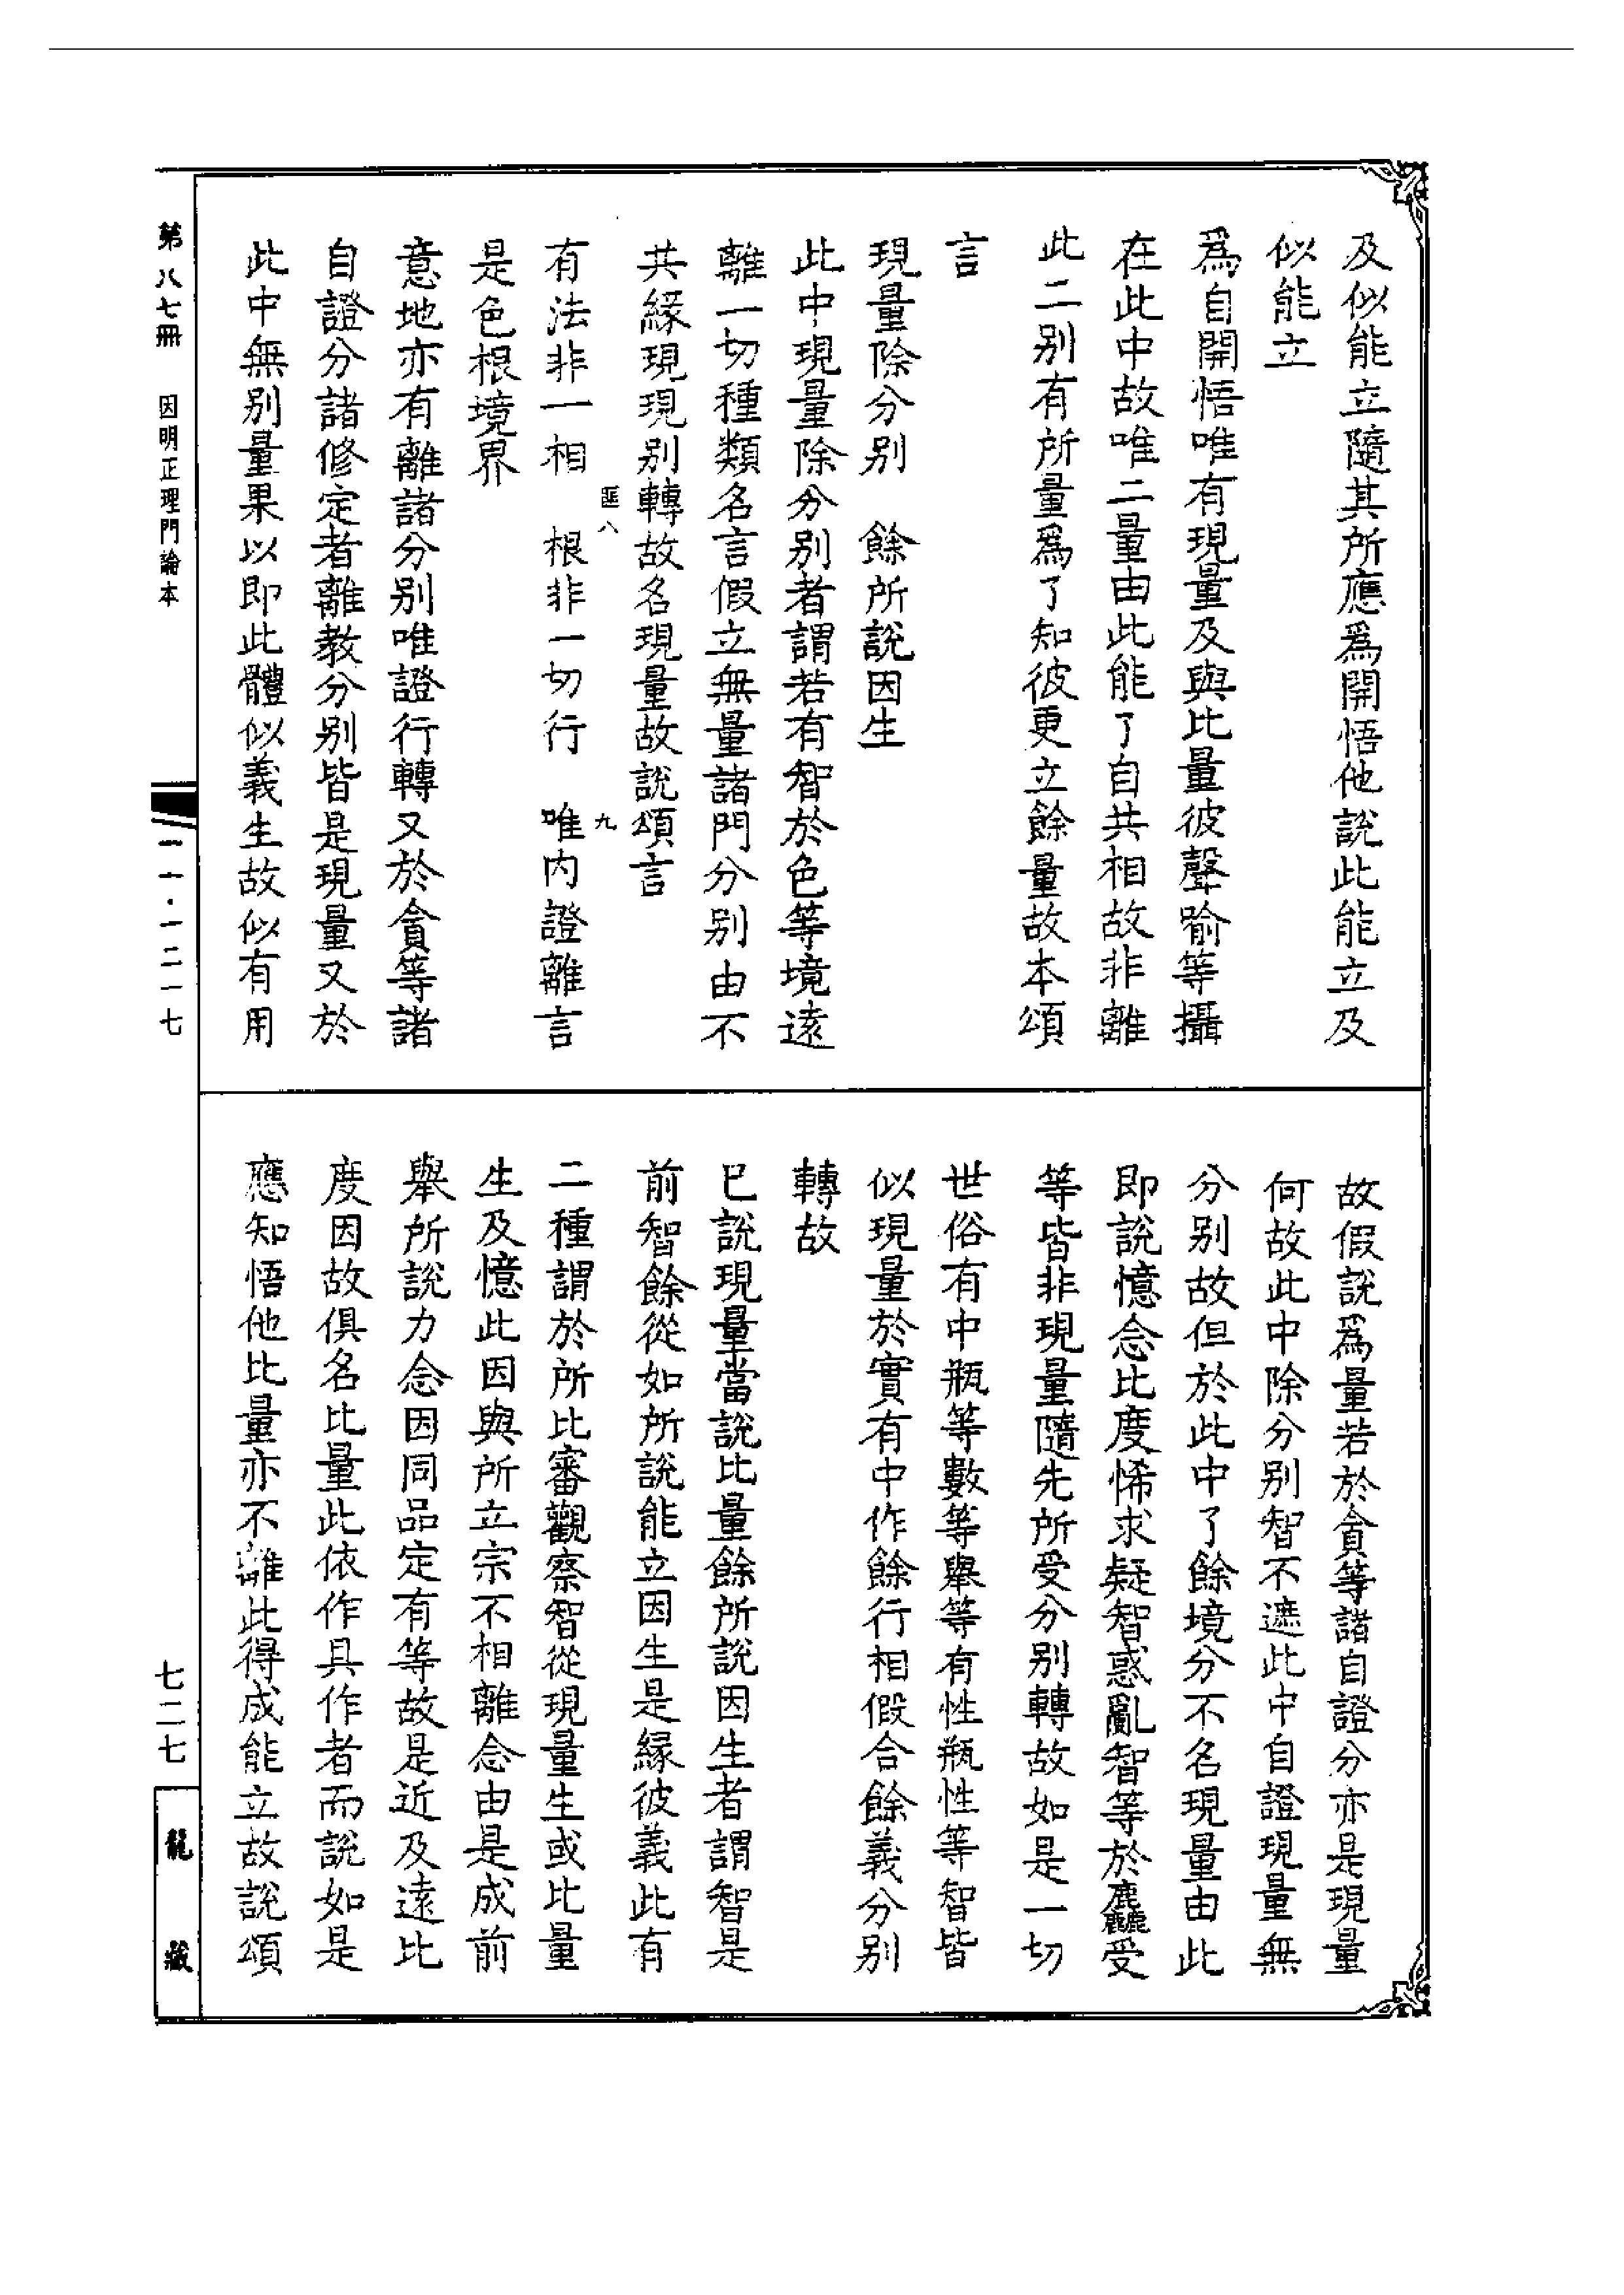 及似能立隨其所應爲開悟他說此能立及
似能立
爲自開悟唯有現量及與比量彼聲喻等攝
在此中故唯二量由此能了自共相故非離
此二別有所量爲了知彼更立餘量故本頌
言
現量除分別　餘所說因生
此中現量除分別者謂若有智於色等境遠
離一切種類名言假立無量諸門分別由不
共緣現現別轉故名現量故說頌言
匨八　九
有法非一相　根非一切行　唯內證離言
是色根境界
意地亦有離諸分別唯證行轉又於貪等諸
自證分諸修定者離教分別皆是現量又於
此中無別量果以即此體似義生故似有用
故假說爲量若於貪等諸自證分亦是現量
何故此中除分別智不遮此中自證現量無
分別故但於此中了餘境分不名現量由此
即說憶念比度悕求疑智惑亂智等於麤受
等皆非現量隨先所受分別轉故如是一切
世俗有中瓶等數等舉等有性瓶性等智皆
似現量於實有中作餘行相假合餘義分別
轉故
已說現量當說比量餘所說因生者謂智是
前智餘從如所說能立因生是緣彼義此有
二種謂於所比審觀察智從現量生或比量
生及憶此因與所立宗不相離念由是成前
舉所說力念因同品定有等故是近及遠比
度因故俱名比量此依作具作者而說如是
應知悟他比量亦不離此得成能立故說頌
第八七冊　因明正理門論本　一一·一二一七　七二七　龍藏